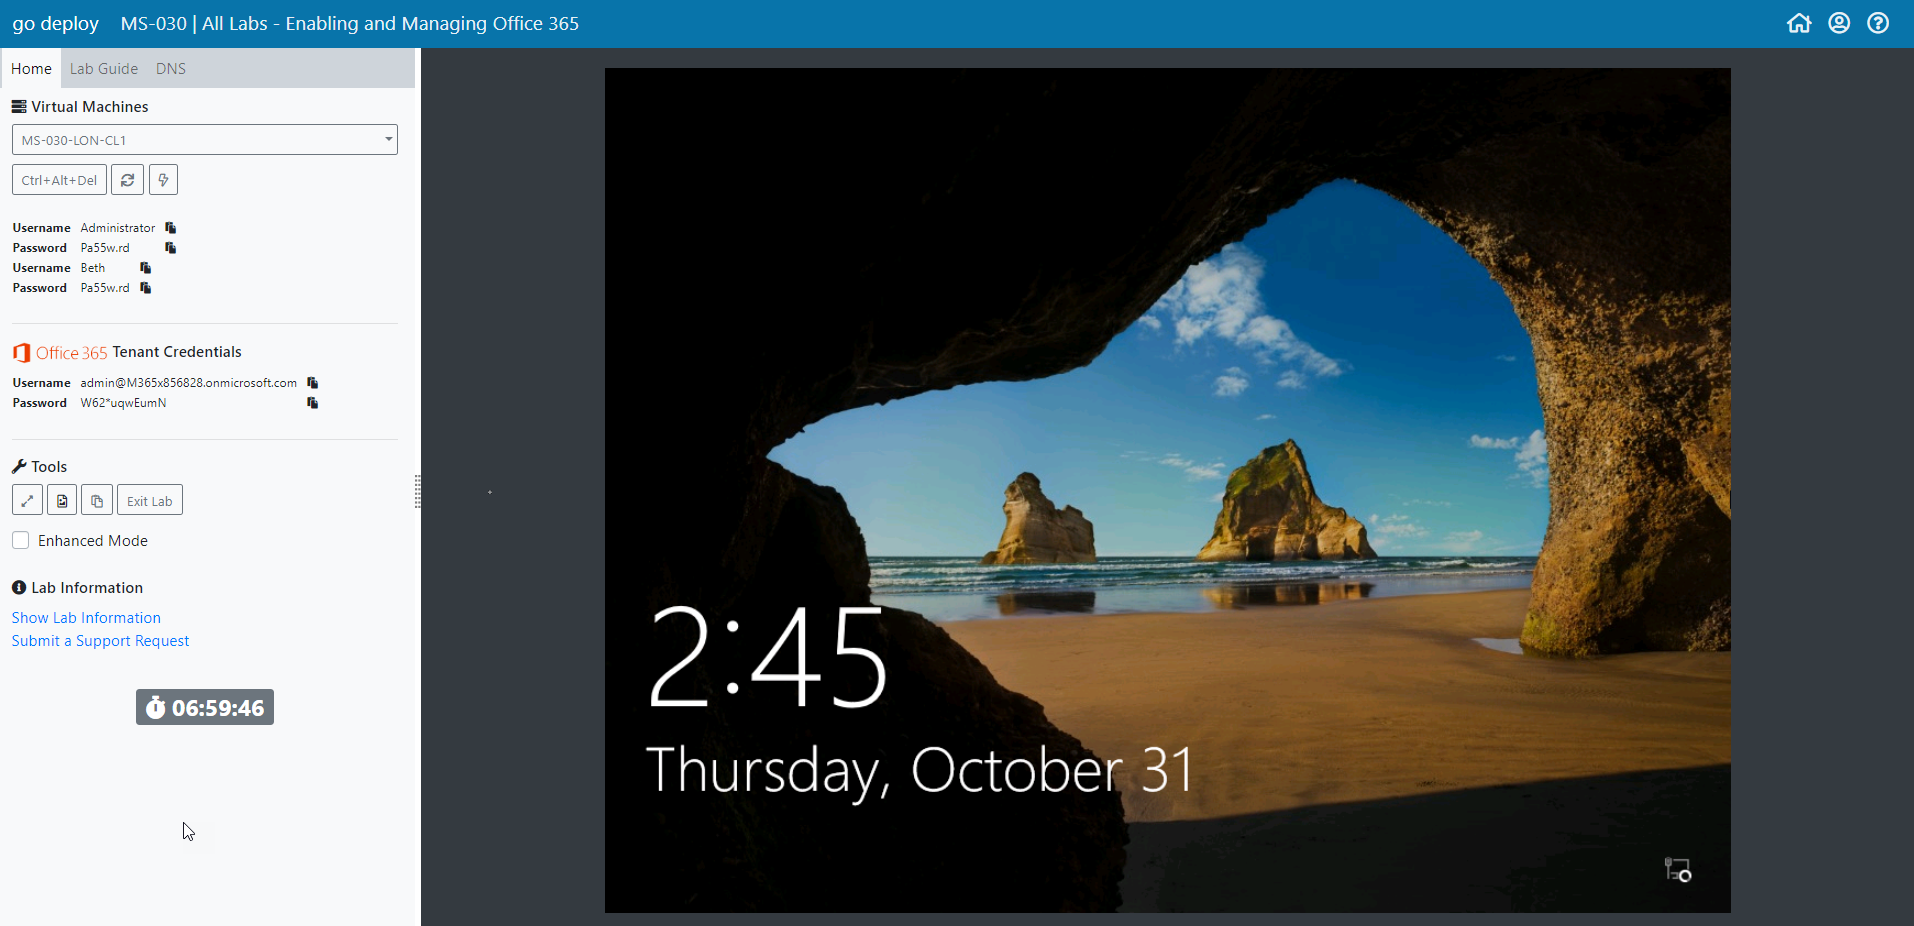 go deploy MS-030 | All Labs - Enabling and Managing Office 365
Home Lab Guide DNS
Virtual Machines
MS-030-LON-CL1
Ctrl+Alt+Del
Username Administrator
Password Pa55w.rd
Username Beth
Password Pa55w.rd
Office 365 Tenant Credentials
Username admin@M365x856828.onmicrosoft.com
Password W62*uqwEumN
Tools
Exit Lab
Enhanced Mode
Lab Information
Show Lab Information
Submit a Support Request
06:59:46
2:45
Thursday, October 31